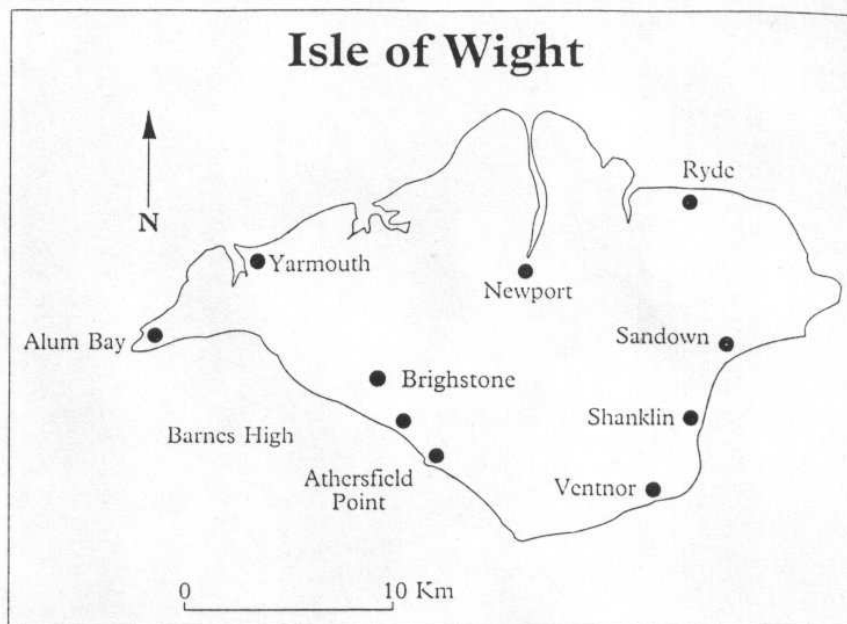 Isle of Wight
N
Ryde
Yarmouth
Newport
Alum Bay
Sandown
Brighstone
Shanklin
Barnes High
Athersfield
Point
Ventnor
0 10 Km